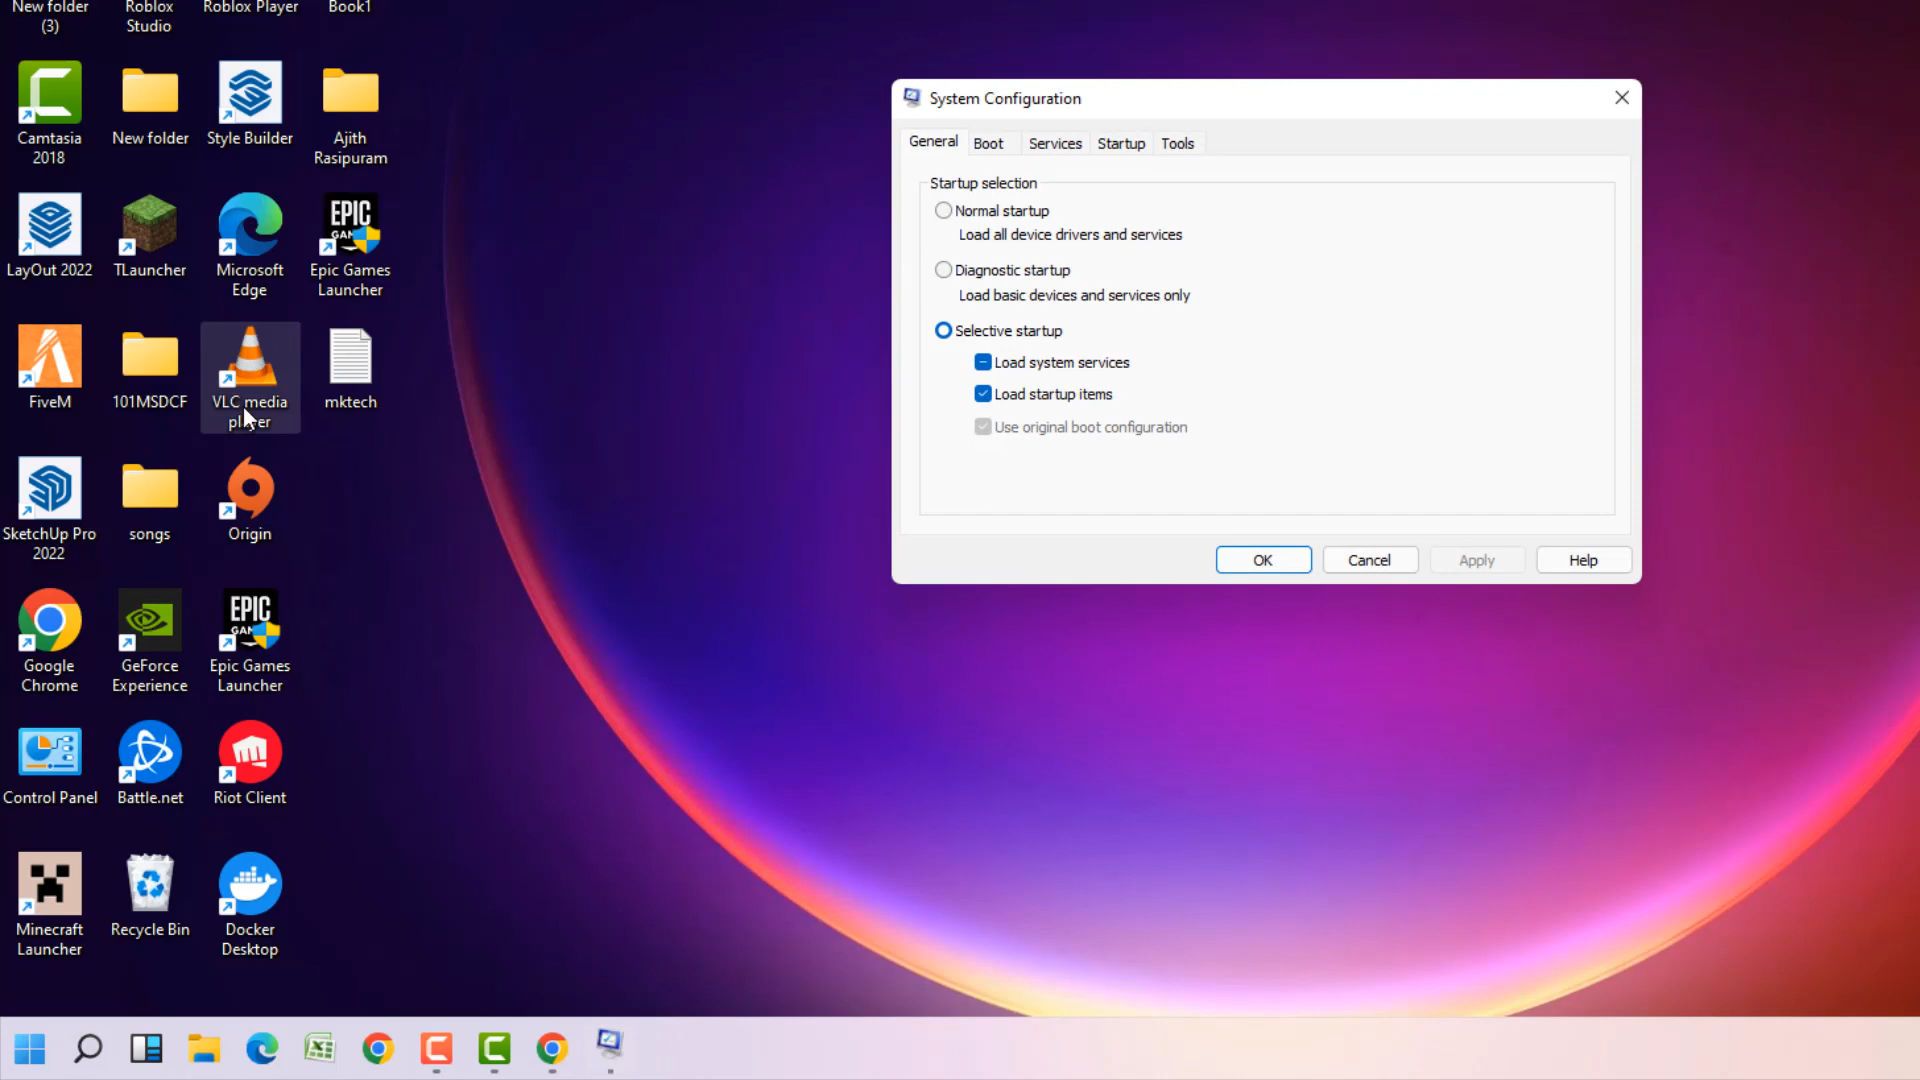 New folder
(3)
Roblox
Studio
Roblox Player
Book1
Camtasia
2018
New folder
Style Builder
Ajith
Rasipuram
LayOut 2022
TLauncher
Microsoft
Edge
EPIC
GAM
Epic Games
Launcher
FiveM
101MSDCF
VLC media
player
mktech
SketchUp Pro
2022
songs
Origin
Google
Chrome
GeForce
Experience
EPIC
GAM
Epic Games
Launcher
Control Panel
Battle.net
Riot Client
Minecraft
Launcher
Recycle Bin
Docker
Desktop
System Configuration
General
Boot
Services
Startup
Tools
Startup selection
Normal startup
Load all device drivers and services
Diagnostic startup
Load basic devices and services only
Selective startup
Load system services
Load startup items
Use original boot configuration
OK
Cancel
Apply
Help